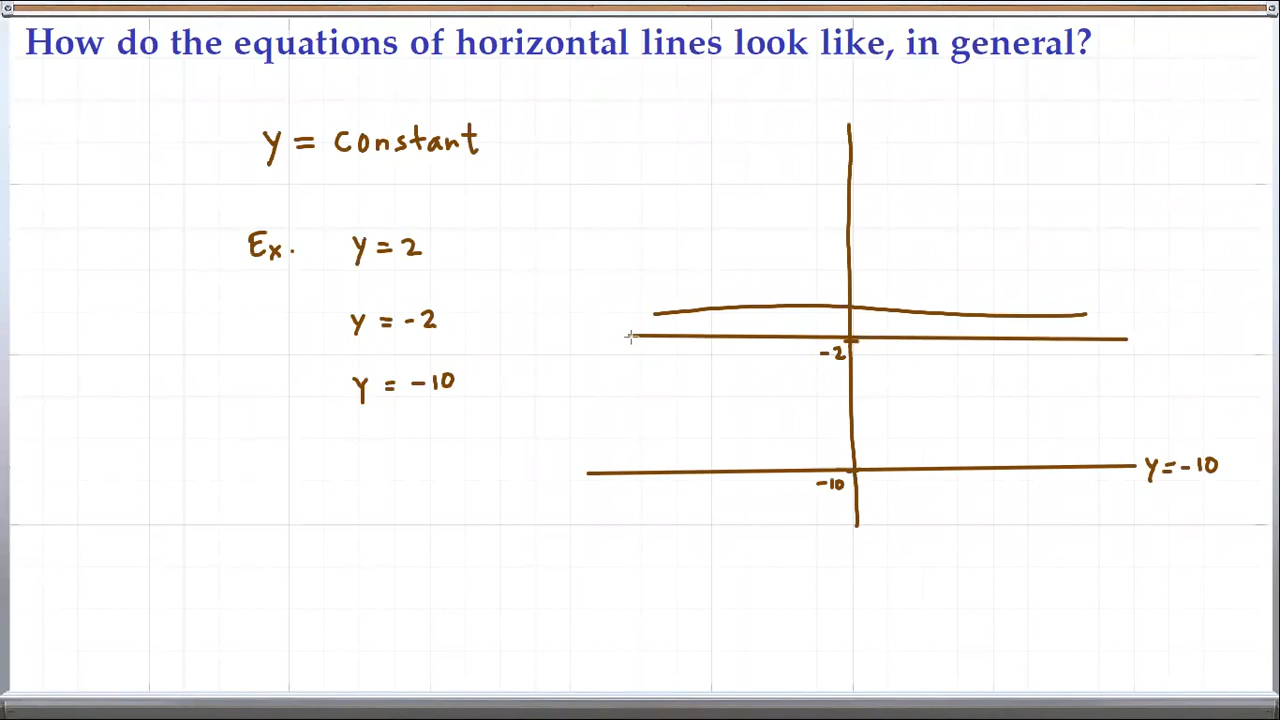 How do the equations of horizontal lines look like, in general?
y = constant
Ex. y = 2
y = -2
y = -10
-2
y = -10
-10